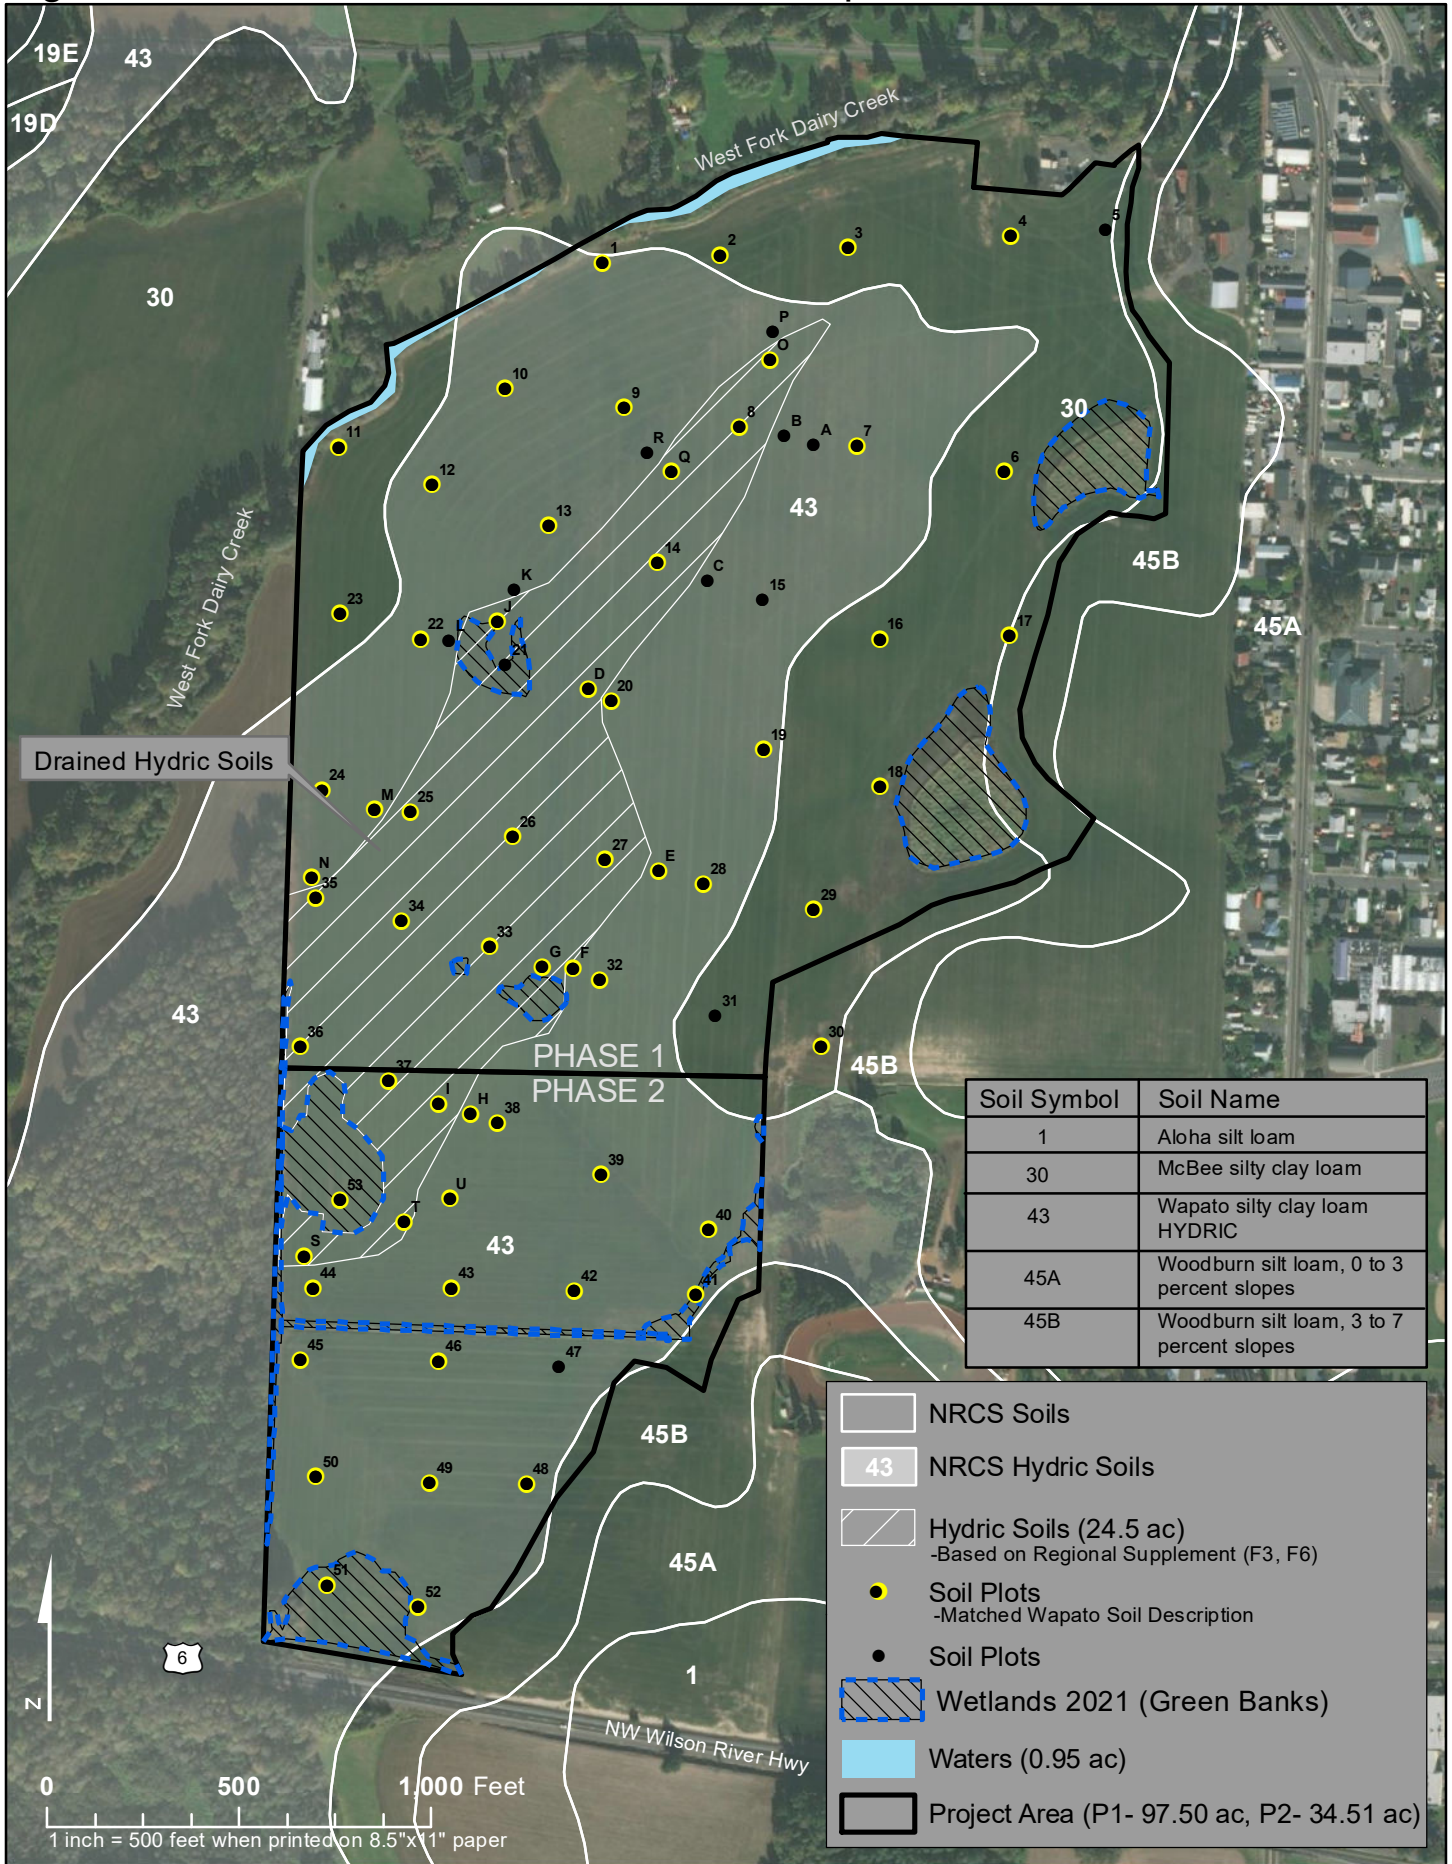 19E
43
19D
30
West Fork Dairy Creek
1
2
3
4
5
P
O
10
9
8
B
A
7
30
R
Q
6
11
12
43
13
14
C
15
45B
West Fork Dairy Creek
K
J
23
22
21
16
17
45A
D
20
19
Drained Hydric Soils
24
M
25
18
26
27
E
28
N
35
34
29
33
G
F
32
43
31
36
30
PHASE 1
45B
37
PHASE 2
I
H
38
39
53
U
T
40
S
43
44
43
42
41
45
46
47
45B
50
49
48
45A
51
52
6
1
NW Wilson River Hwy
Z
0 500 1,000 Feet
1 inch = 500 feet when printed on 8.5"x11" paper
Soil Symbol Soil Name
1 Aloha silt loam
30 McBee silty clay loam
43 Wapato silty clay loam
HYDRIC
45A Woodburn silt loam, 0 to 3
percent slopes
45B Woodburn silt loam, 3 to 7
percent slopes
NRCS Soils
43 NRCS Hydric Soils
Hydric Soils (24.5 ac)
-Based on Regional Supplement (F3, F6)
Soil Plots
-Matched Wapato Soil Description
Soil Plots
Wetlands 2021 (Green Banks)
Waters (0.95 ac)
Project Area (P1- 97.50 ac, P2- 34.51 ac)